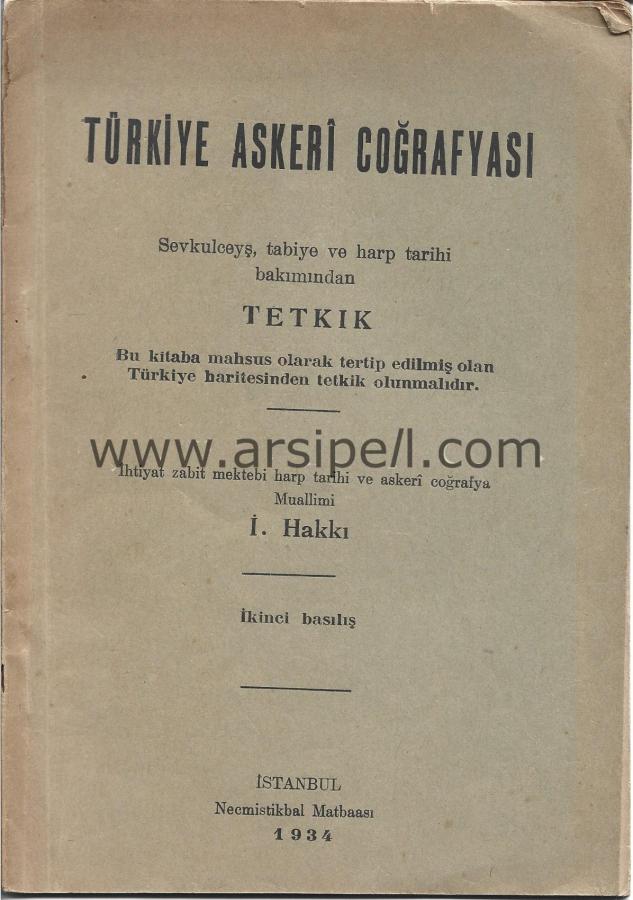 TÜRKİYE ASKERÎ COĞRAFYASI
Sevkulceyş, tabiye ve harp tarihi
bakımından
TETKIK
Bu kitaba mahsus olarak tertip edilmiş olan
Türkiye haritesinden tetkik olunmalıdır.
www.arsipell.com
İhtiyat zabit mektebi harp tarihi ve askerî coğrafya
Muallimi
İ. Hakkı
İkinci basılış
İSTANBUL
Necmistikbal Matbaası
1934